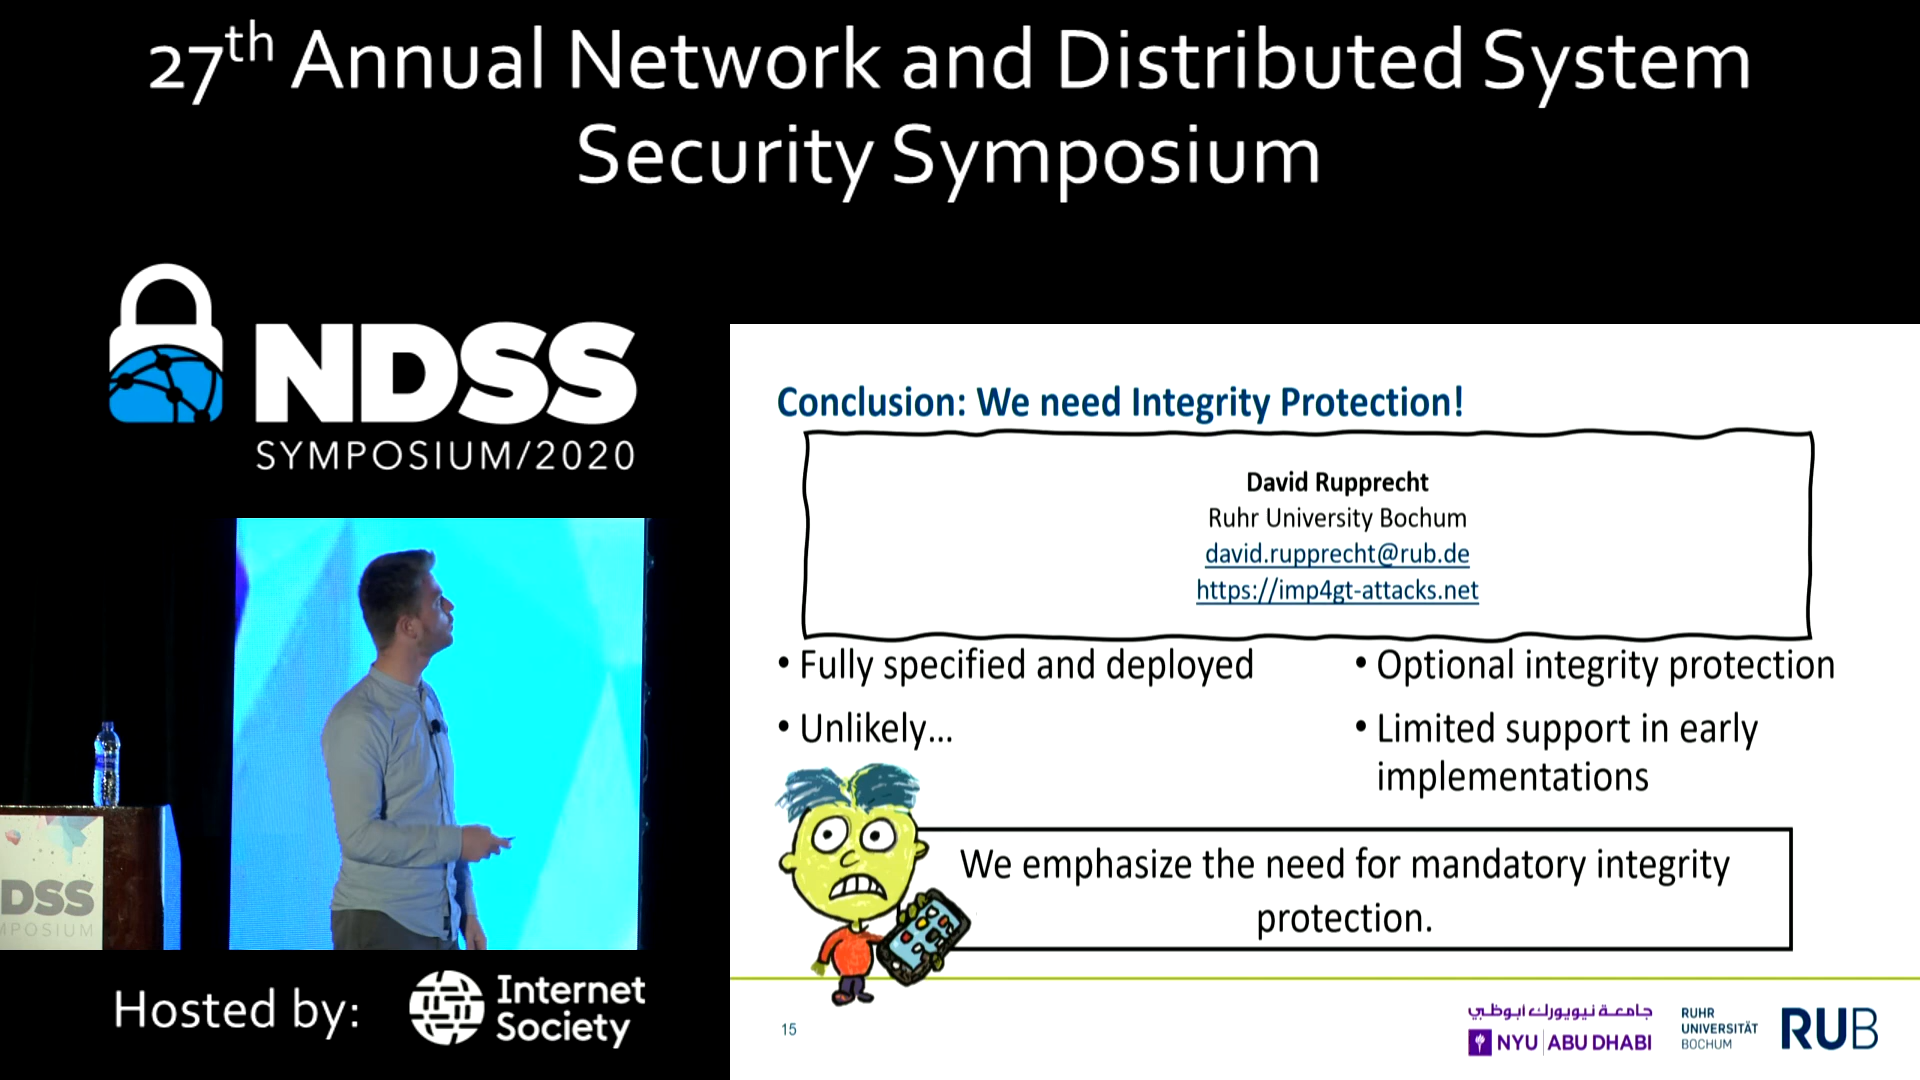 27th Annual Network and Distributed System
Security Symposium
NDSS
SYMPOSIUM/2020
DSS
MPOSIUM
Hosted by:
Internet
Society
Conclusion: We need Integrity Protection!
David Rupprecht
Ruhr University Bochum
david.rupprecht@rub.de
https://imp4gt-attacks.net
• Fully specified and deployed
• Unlikely...
• Optional integrity protection
• Limited support in early
implementations
We emphasize the need for mandatory integrity
protection.
15
جامعة نيويورك أبوظبي
NYU ABU DHABI
RUHR
UNIVERSITÄT
BOCHUM
RUB